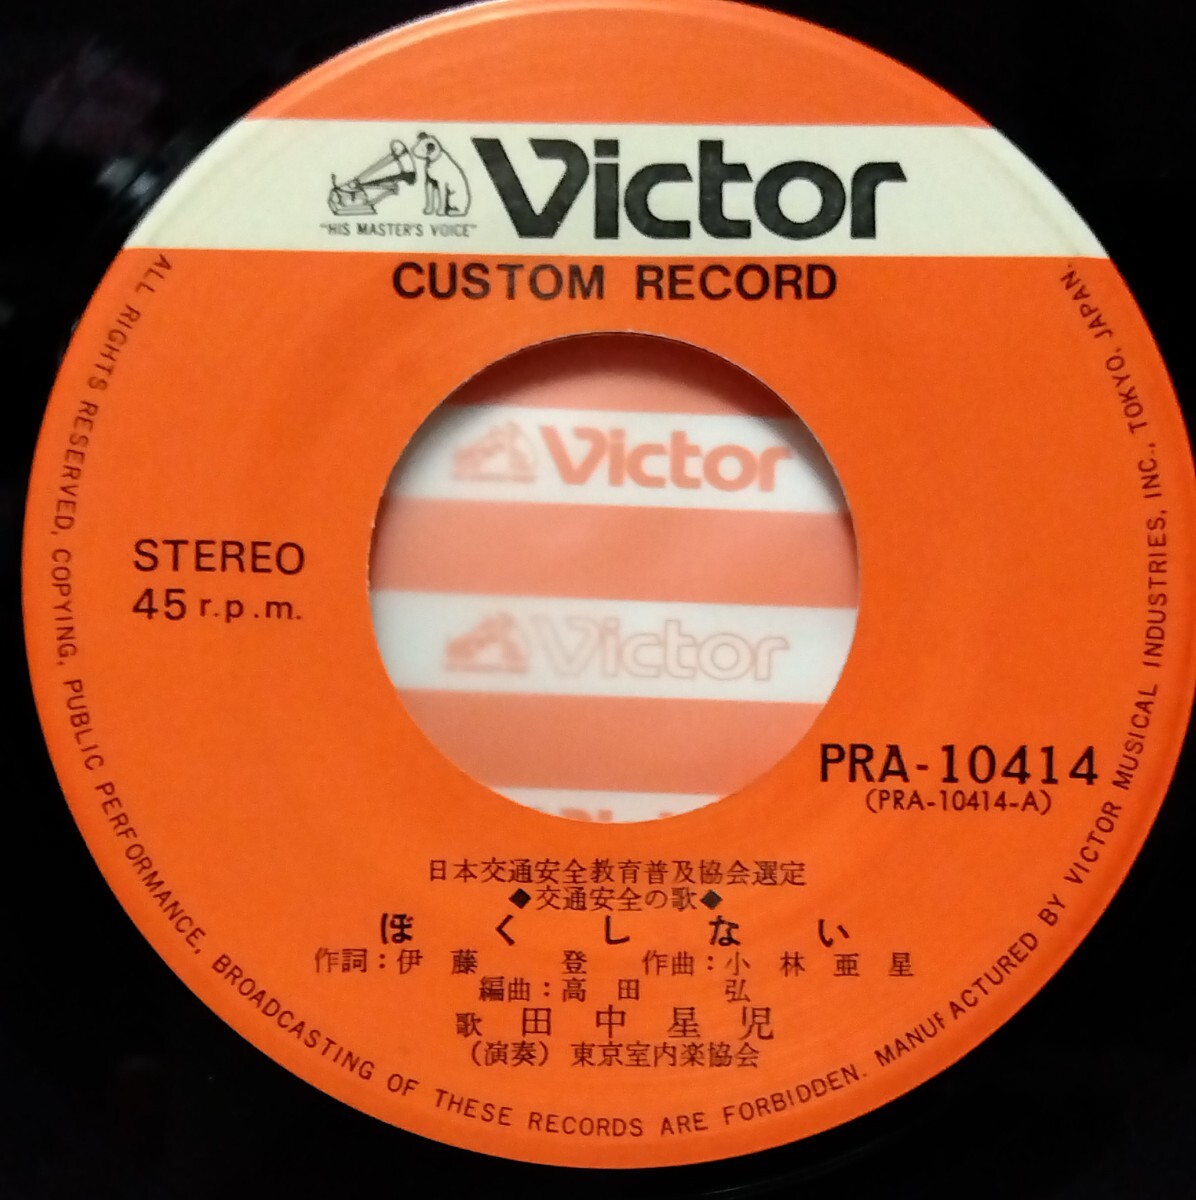 "HIS MASTER'S VOICE"
Victor
CUSTOM RECORD
Victor
Victor
STEREO
45 r.p.m.
PRA-10414
(PRA-10414-A)
日本交通安全教育普及協会選定
◆交通安全の歌◆
ぼくしない
作詞:伊藤 登 作曲:小林亜星
編曲:高田 弘
歌 田中星児
(演奏) 東京室内楽協会
ALL RIGHTS RESERVED, COPYING, PUBLIC PERFORMANCE, BROADCASTING OF THESE RECORDS ARE FORBIDDEN. MANUFACTURED BY VICTOR MUSICAL INDUSTRIES, INC., TOKYO, JAPAN.